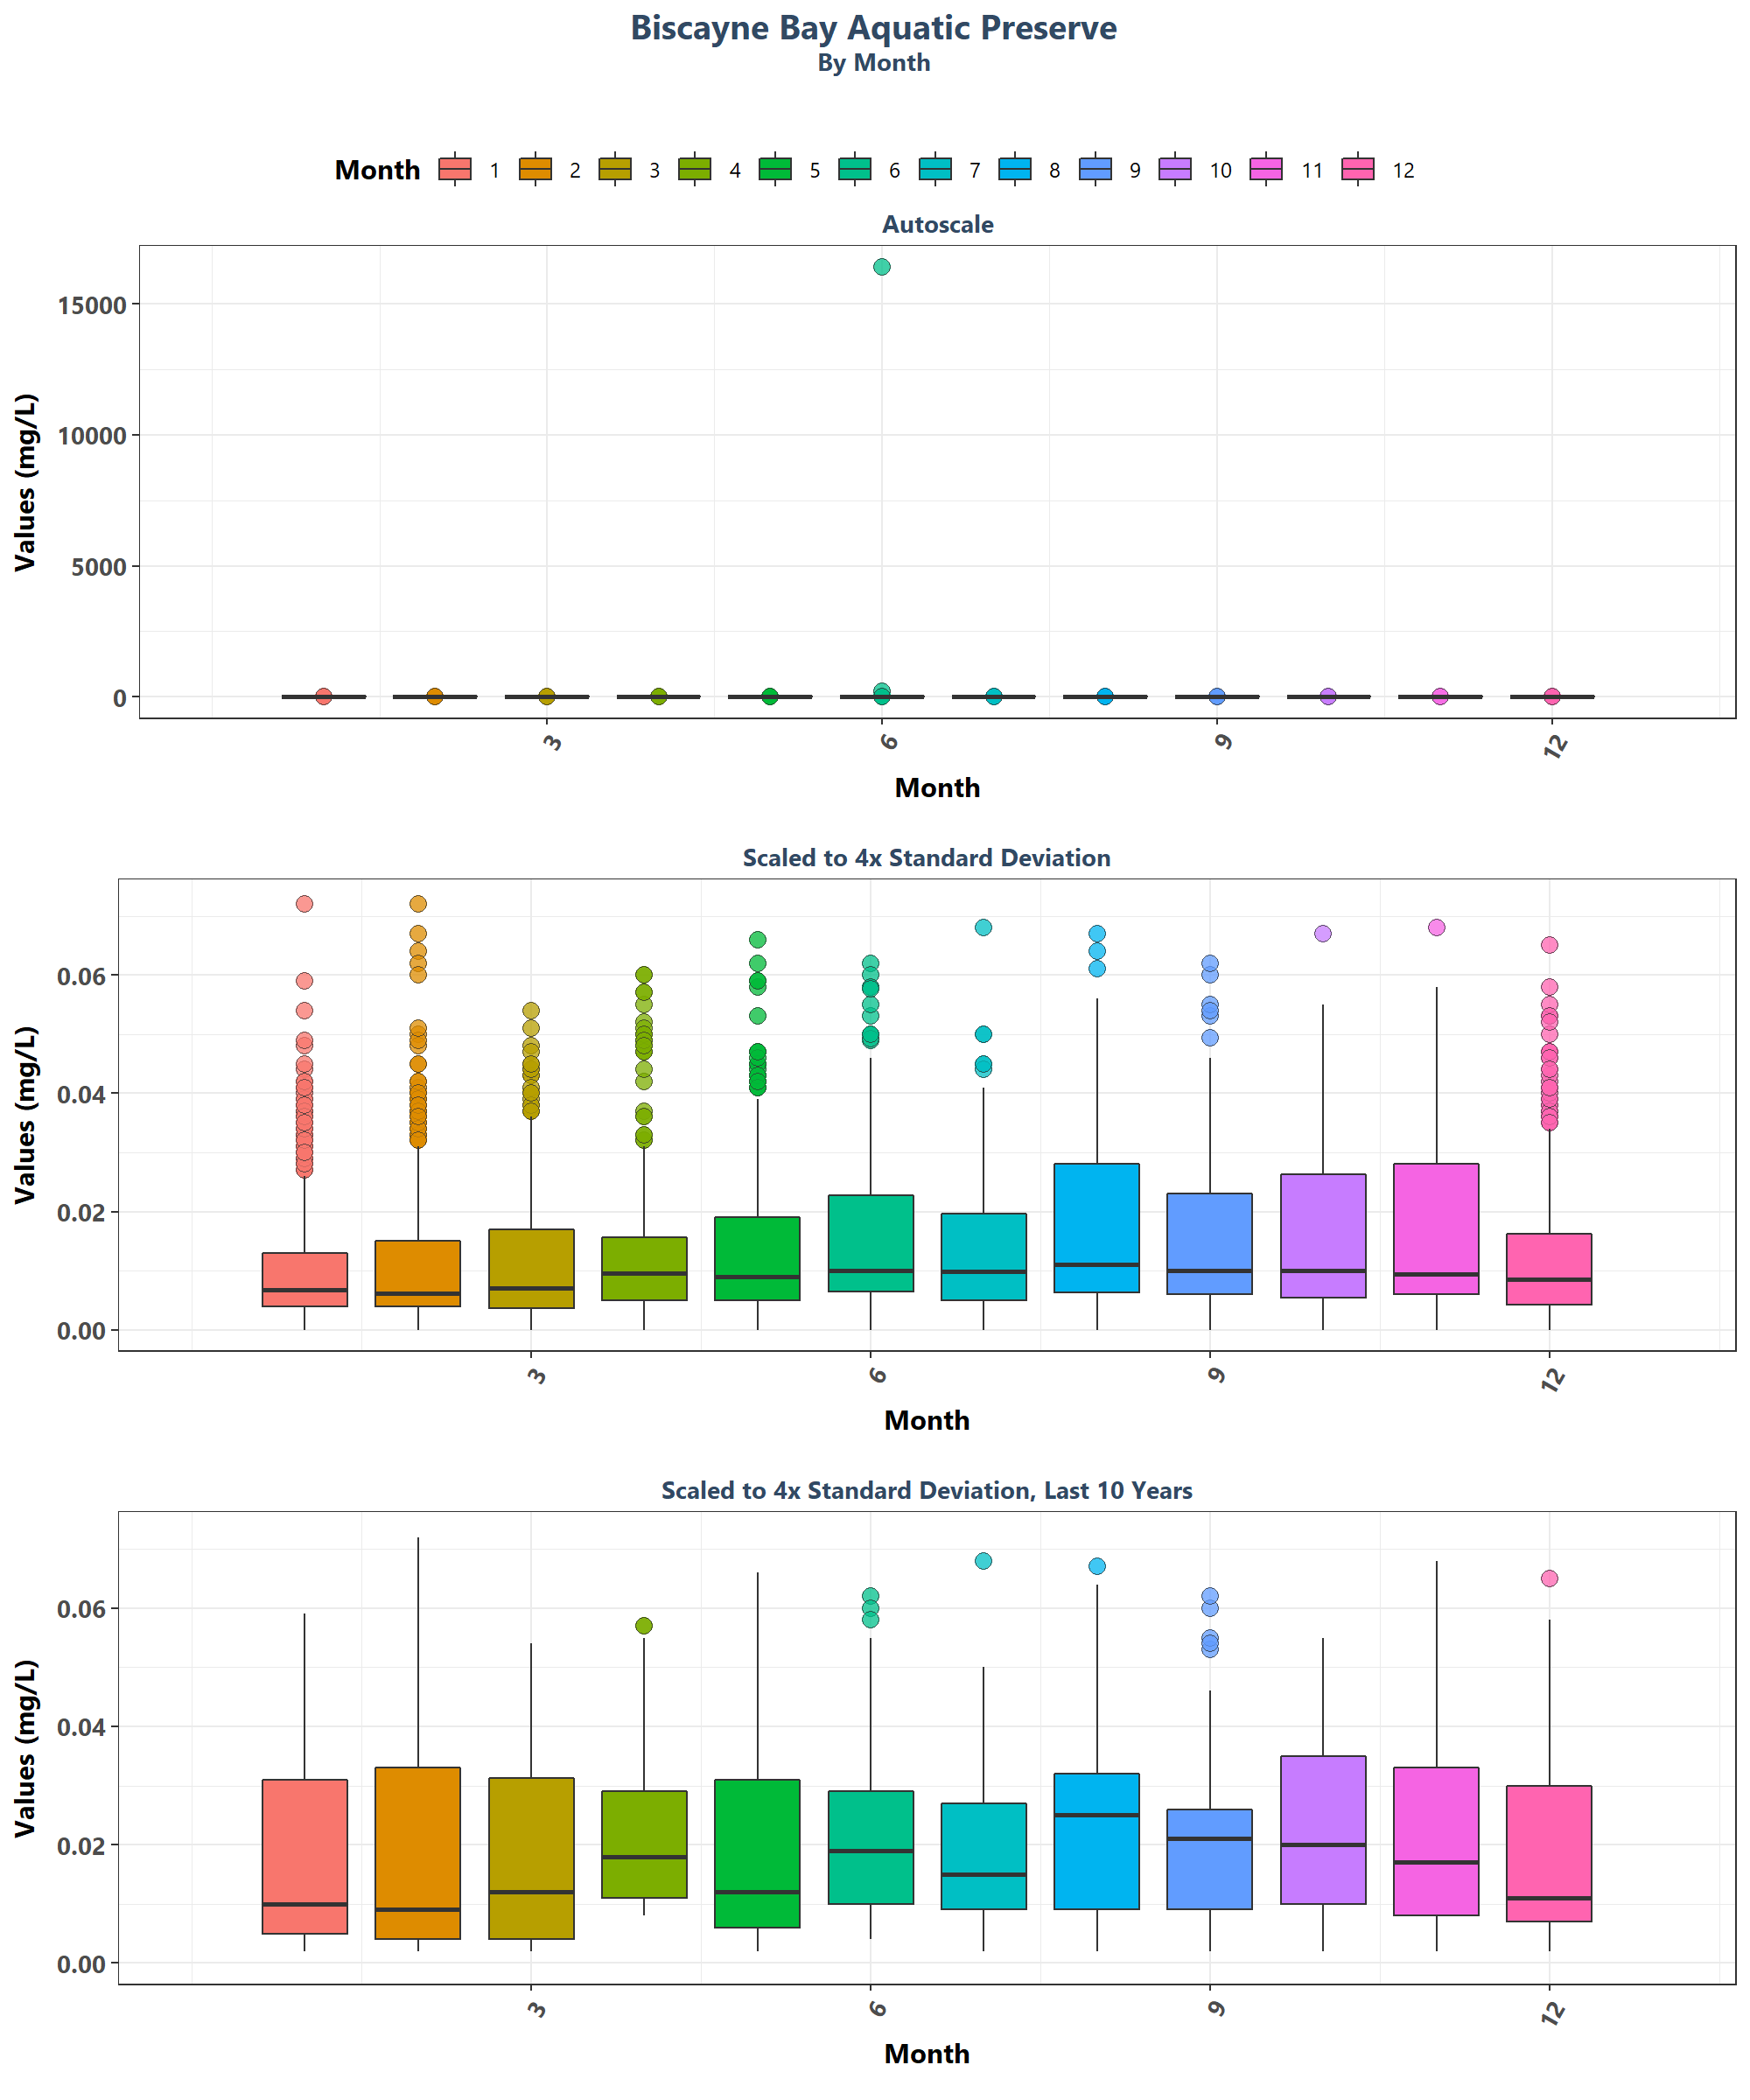 Biscayne Bay Aquatic Preserve
By Month
Month 1 2 3 4 5 6 7 8 9 10 11 12
Autoscale
Values (mg/L)
15000
10000
5000
0
3 6 9 12
Month
Scaled to 4x Standard Deviation
Values (mg/L)
0.06
0.04
0.02
0.00
3 6 9 12
Month
Scaled to 4x Standard Deviation, Last 10 Years
Values (mg/L)
0.06
0.04
0.02
0.00
3 6 9 12
Month